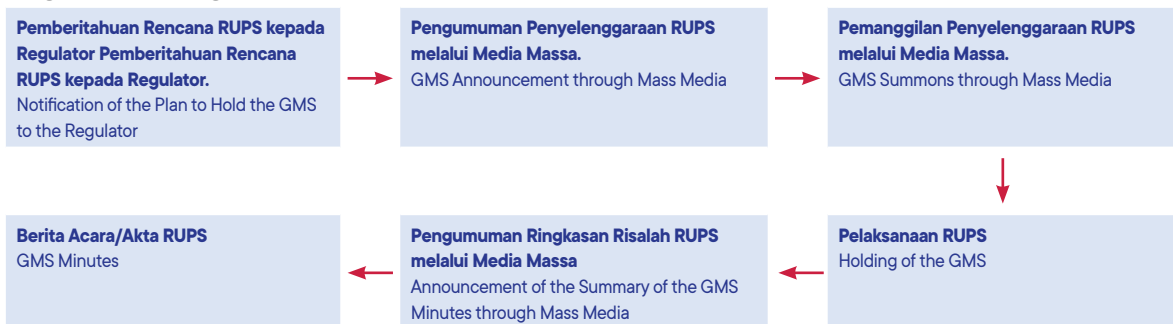 Pemberitahuan Rencana RUPS kepada
Regulator Pemberitahuan Rencana
RUPS kepada Regulator.
Notification of the Plan to Hold the GMS
to the Regulator
Pengumuman Penyelenggaraan RUPS
melalui Media Massa.
GMS Announcement through Mass Media
Pemanggilan Penyelenggaraan RUPS
melalui Media Massa.
GMS Summons through Mass Media
Pelaksanaan RUPS
Holding of the GMS
Pengumuman Ringkasan Risalah RUPS
melalui Media Massa
Announcement of the Summary of the GMS
Minutes through Mass Media
Berita Acara/Akta RUPS
GMS Minutes